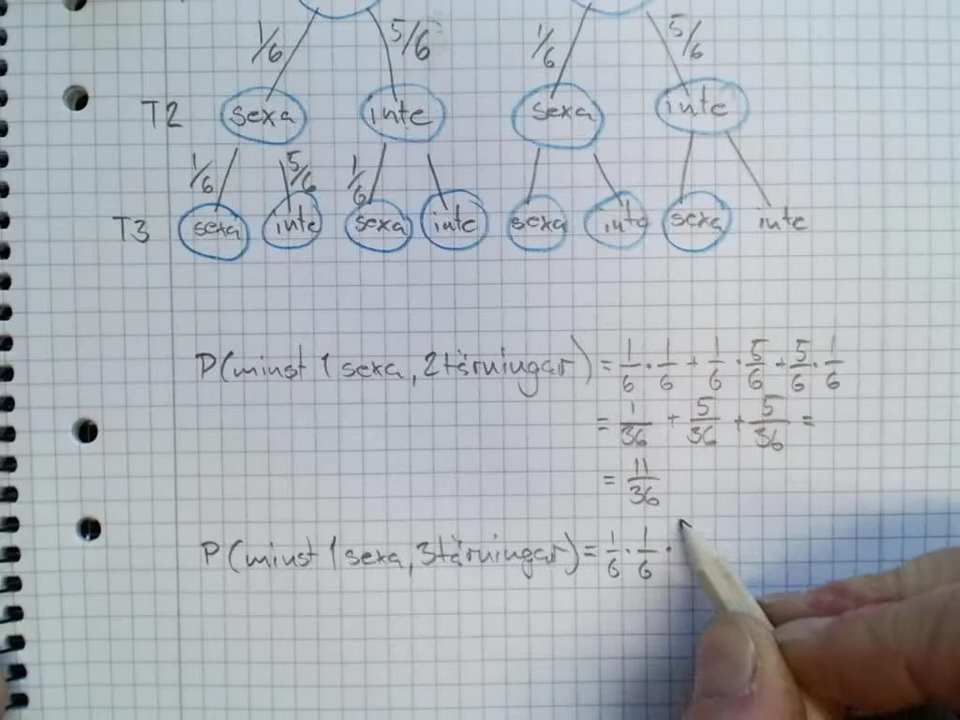 1/6 5/6 1/6 5/6
T2 sexa inte sexa inte
1/6 5/6 1/6
T3 sexa inte sexa inte sexa inte sexa inte
P(minst 1 sexa, 2 tärningar) = 1/6 · 1/6 + 1/6 · 5/6 + 5/6 · 1/6
= 1/36 + 5/36 + 5/36 =
= 11/36
P(minst 1 sexa, 3 tärningar) = 1/6 · 1/6 ·